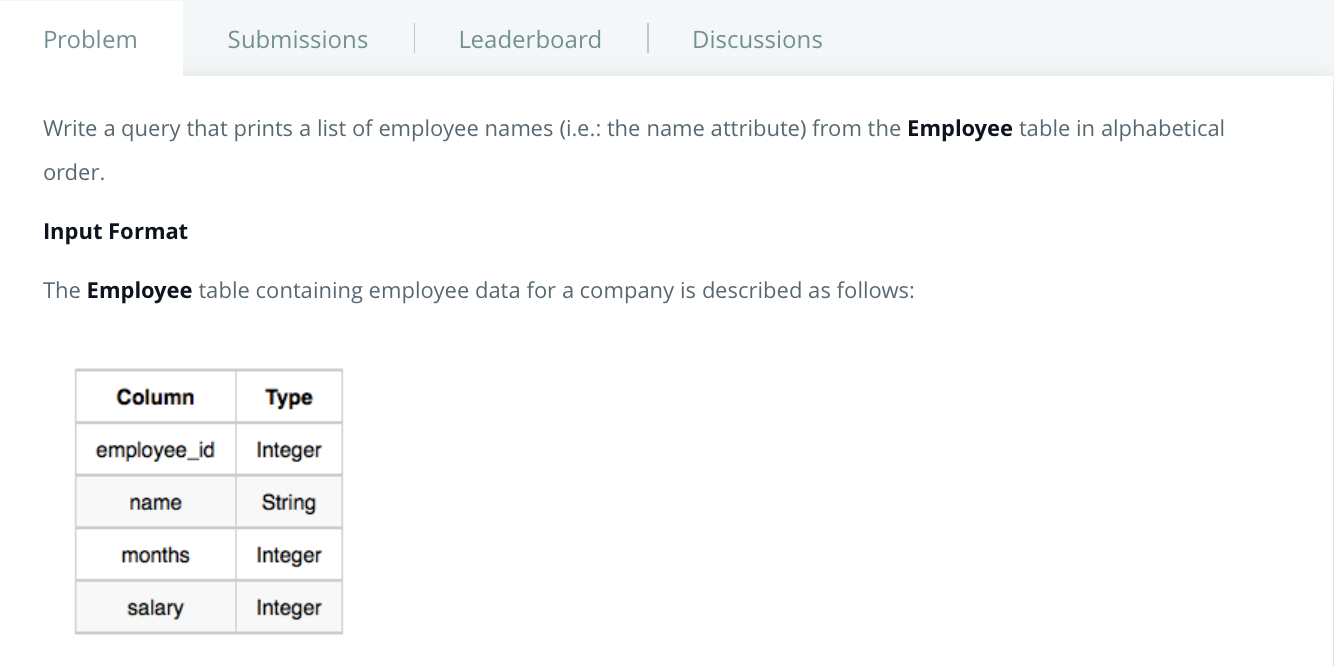 Problem Submissions Leaderboard Discussions
Write a query that prints a list of employee names (i.e.: the name attribute) from the Employee table in alphabetical
order.
Input Format
The Employee table containing employee data for a company is described as follows:
Column Type
employee_id Integer
name String
months Integer
salary Integer